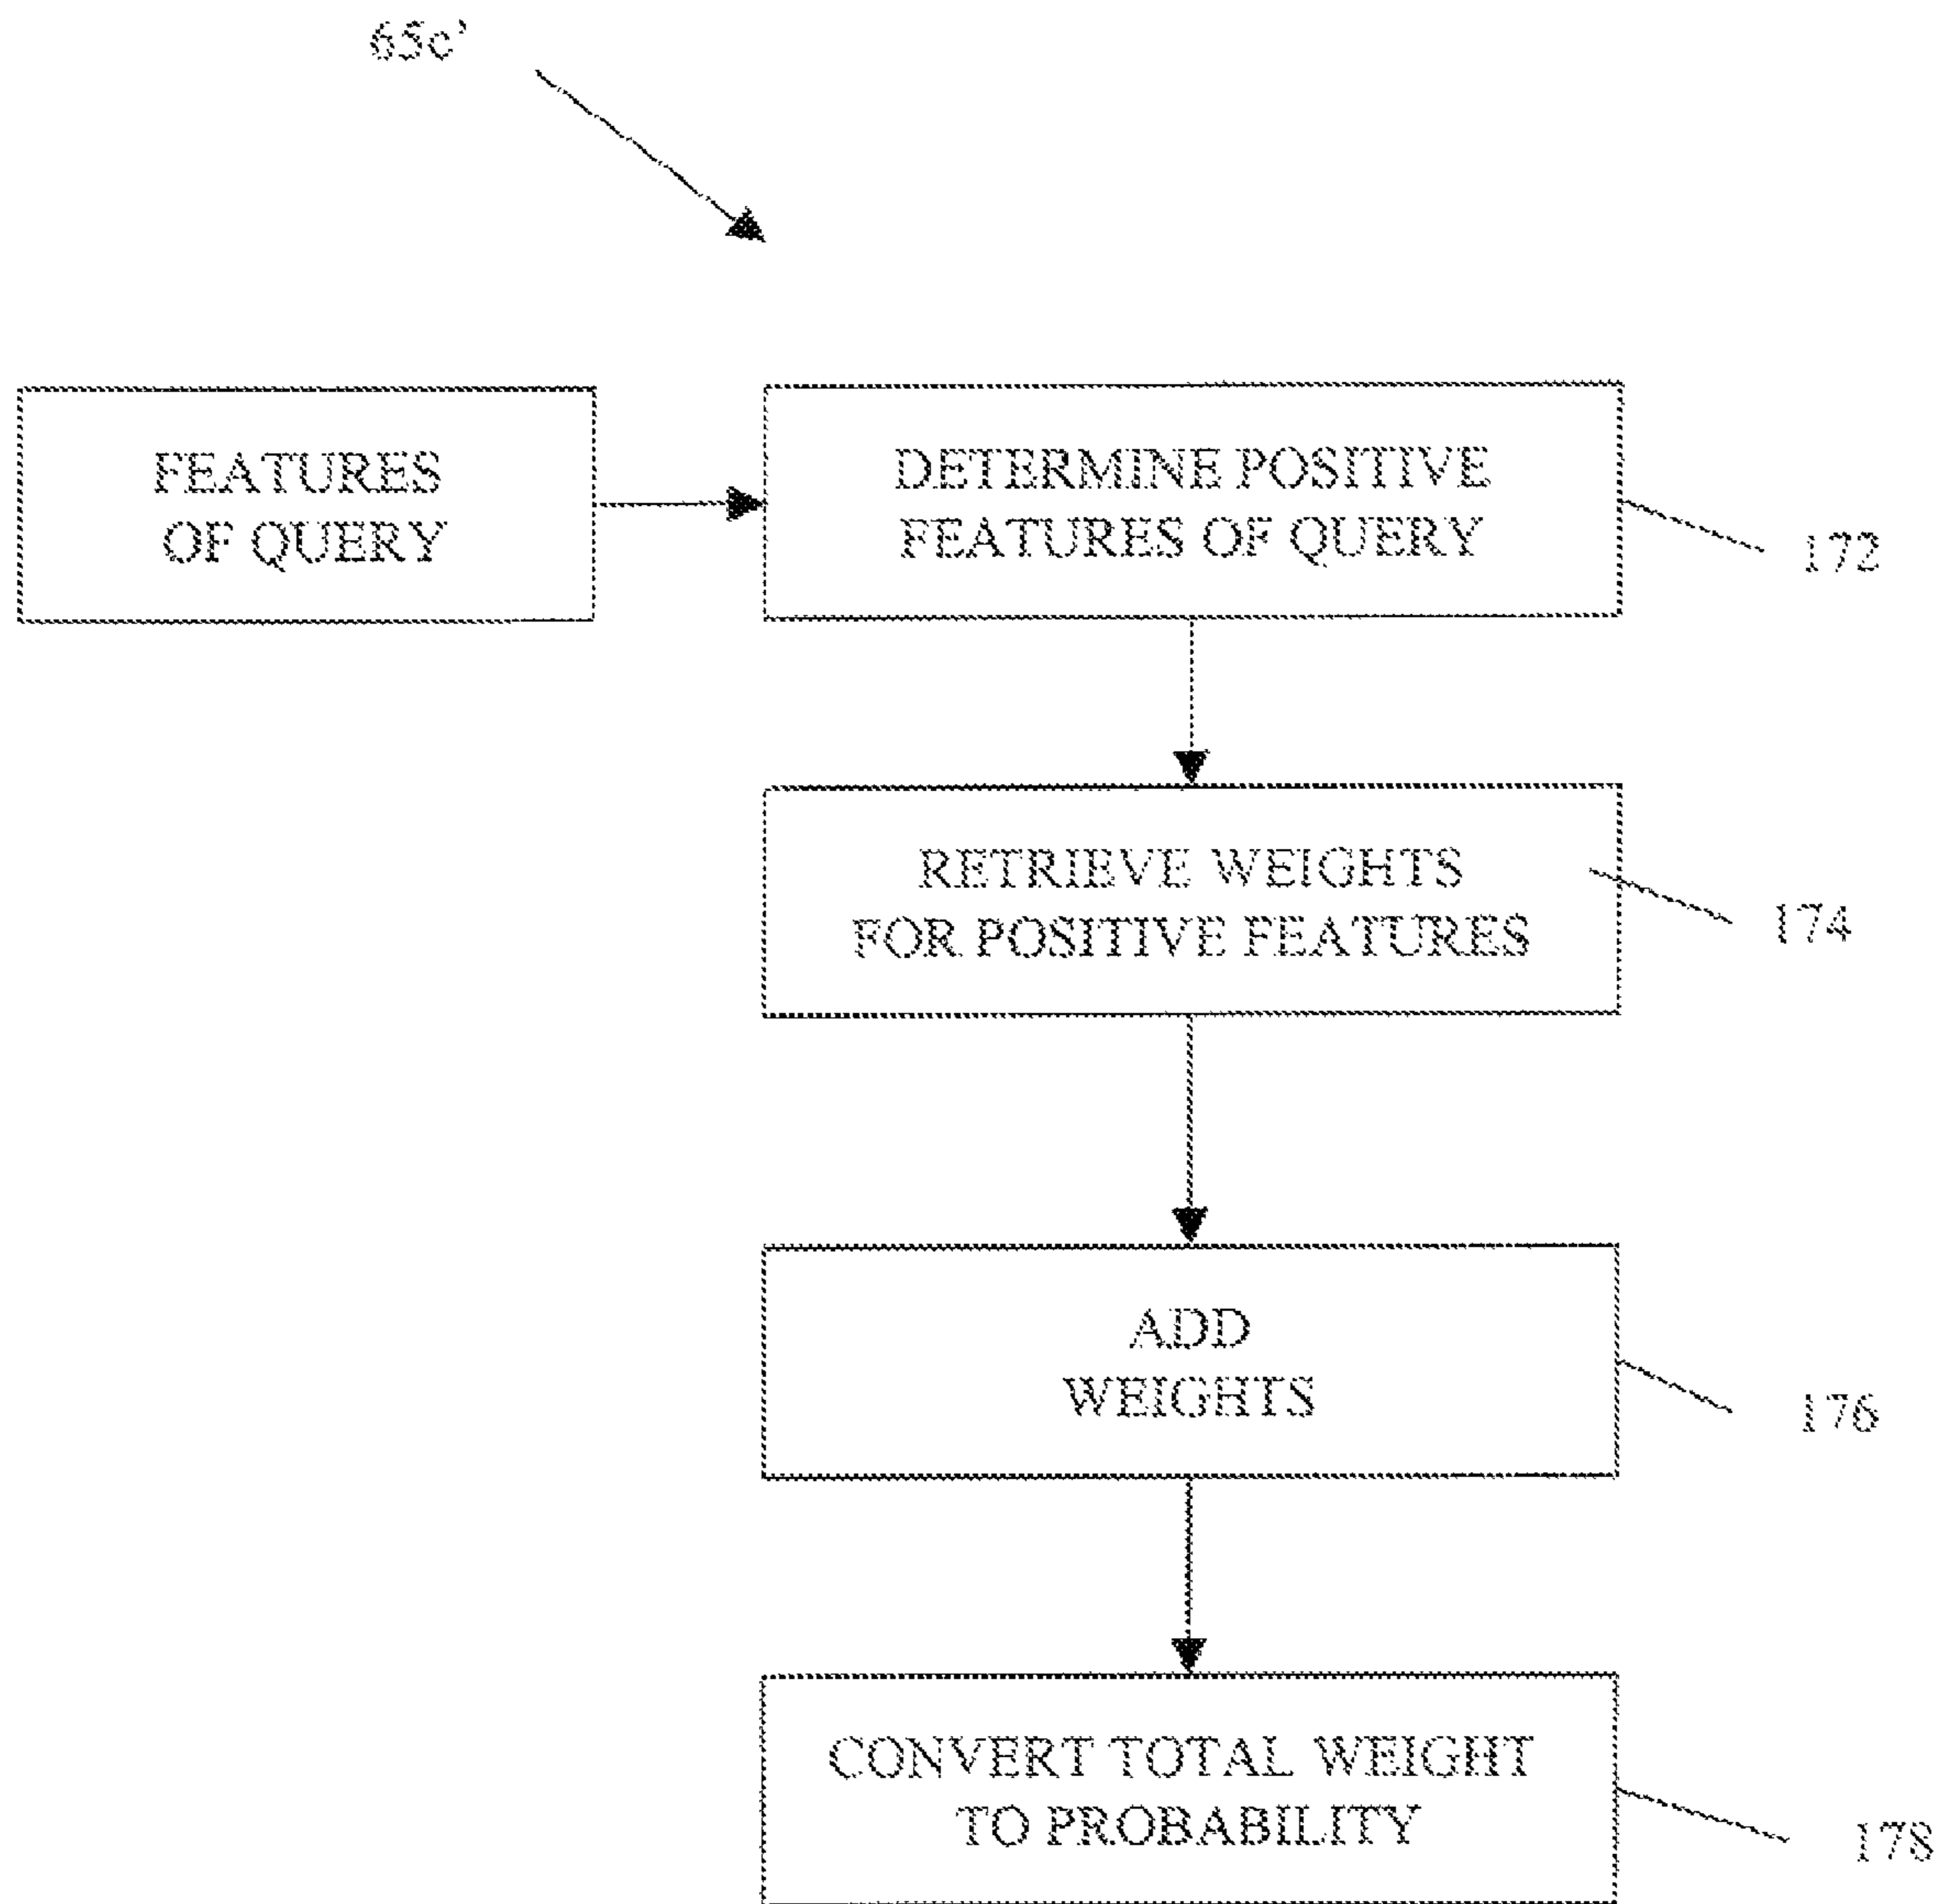 65c'
FEATURES
OF QUERY
DETERMINE POSITIVE
FEATURES OF QUERY
172
RETRIEVE WEIGHTS
FOR POSITIVE FEATURES
174
ADD
WEIGHTS
176
CONVERT TOTAL WEIGHT
TO PROBABILITY
178